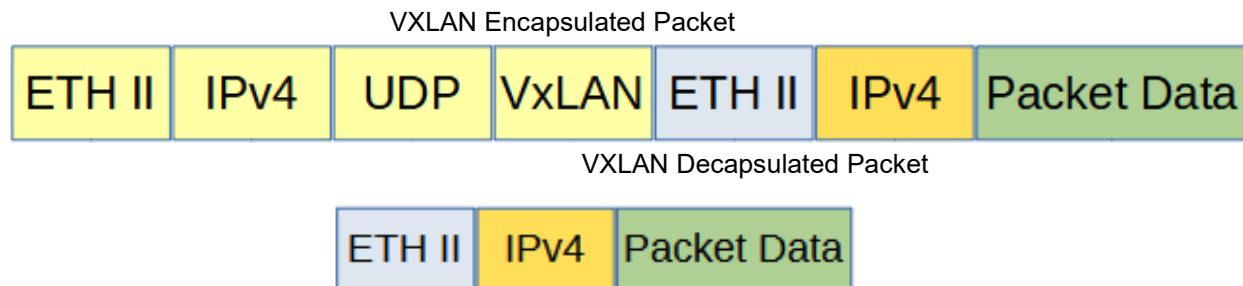 VXLAN Encapsulated Packet
ETH II IPv4 UDP VxLAN ETH II IPv4 Packet Data
VXLAN Decapsulated Packet
ETH II IPv4 Packet Data